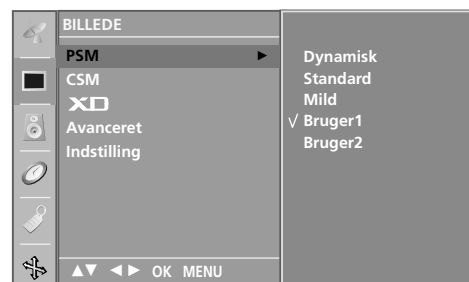 BILLEDE
PSM ►
CSM
XD
Avanceret
Indstilling
▲▼ ◄► OK MENU
Dynamisk
Standard
Mild
√ Bruger1
Bruger2